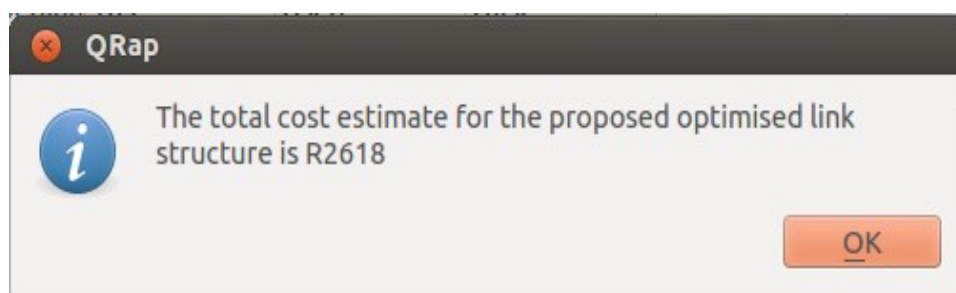 QRap
The total cost estimate for the proposed optimised link
structure is R2618
OK